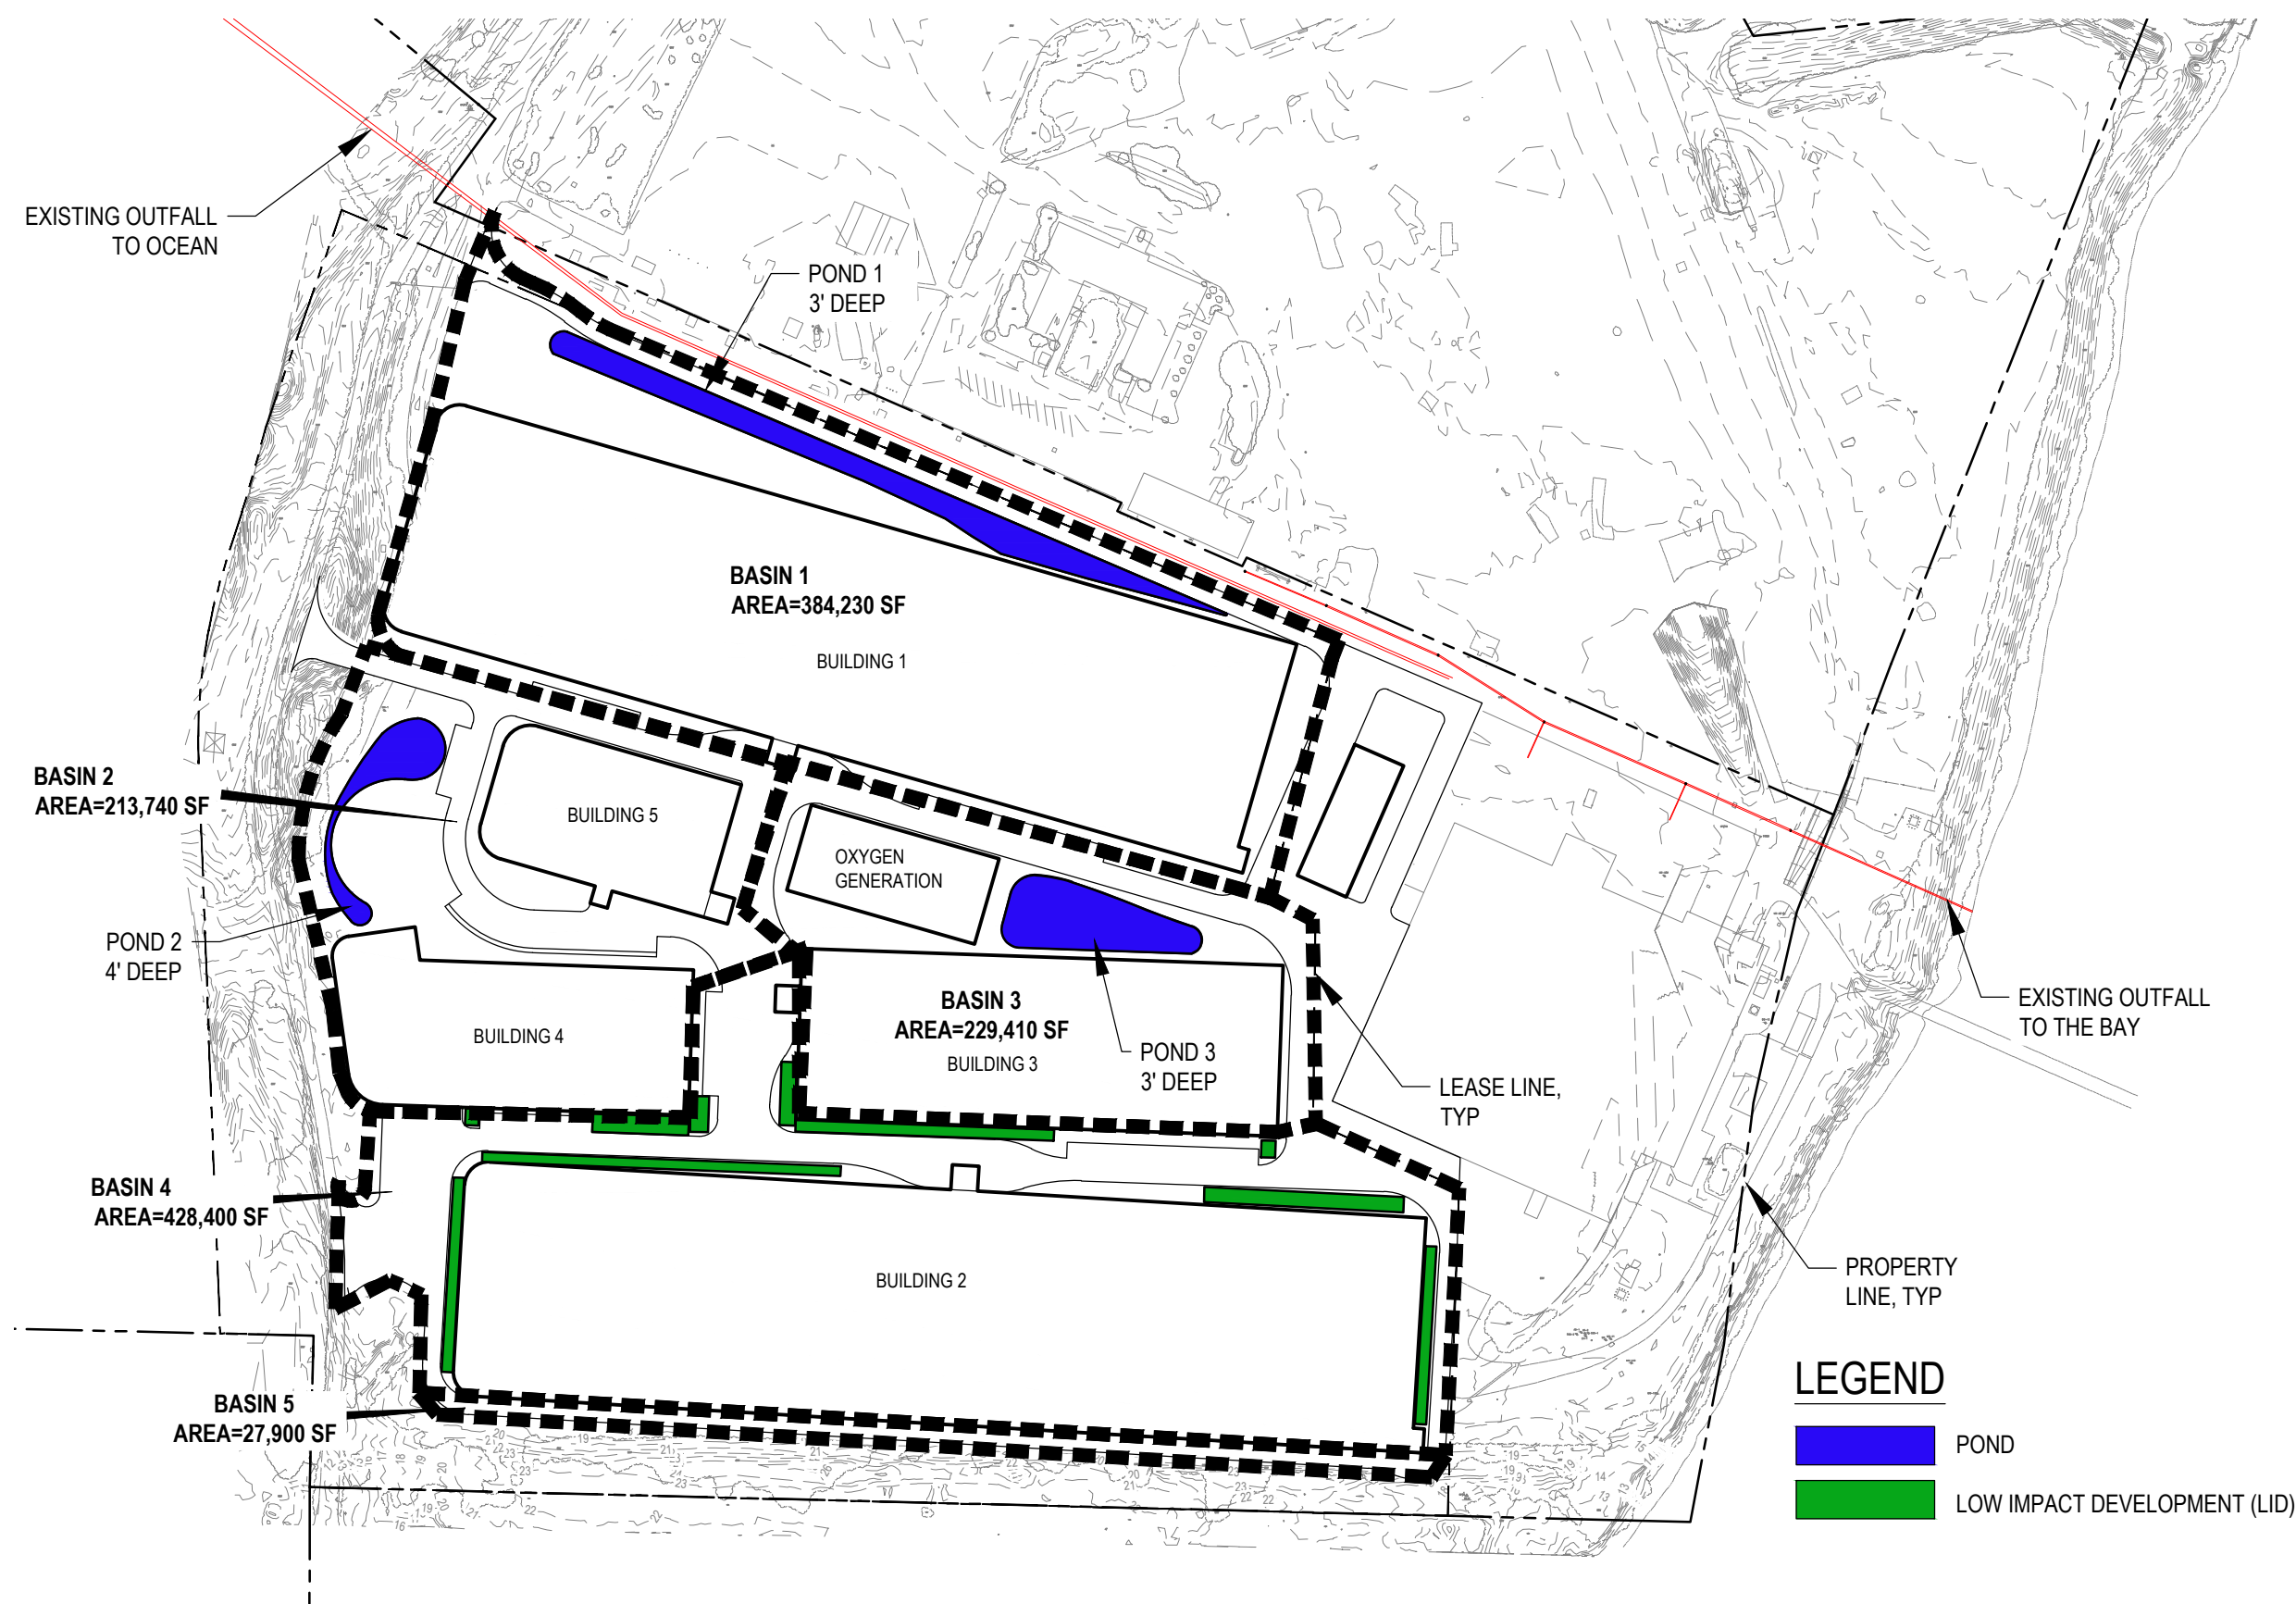 EXISTING OUTFALL
TO OCEAN
POND 1
3' DEEP
BASIN 1
AREA=384,230 SF
BUILDING 1
BASIN 2
AREA=213,740 SF
BUILDING 5
OXYGEN
GENERATION
POND 2
4' DEEP
BASIN 3
AREA=229,410 SF
BUILDING 3
BUILDING 4
POND 3
3' DEEP
EXISTING OUTFALL
TO THE BAY
LEASE LINE,
TYP
BASIN 4
AREA=428,400 SF
BUILDING 2
PROPERTY
LINE, TYP
BASIN 5
AREA=27,900 SF
LEGEND
POND
LOW IMPACT DEVELOPMENT (LID)